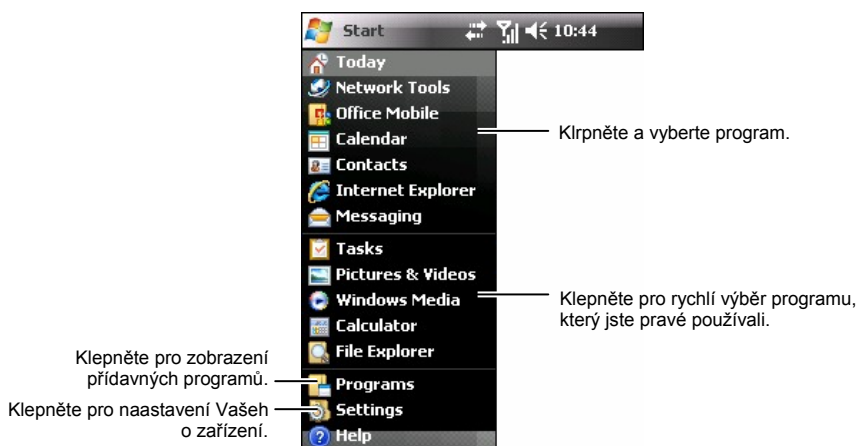 Start 10:44
Today
Network Tools
Office Mobile
Calendar
Contacts
Internet Explorer
Messaging
Tasks
Pictures & Videos
Windows Media
Calculator
File Explorer
Programs
Settings
Help
Klrpněte a vyberte program.
Klepněte pro rychlí výběr programu,
který jste pravé používali.
Klepněte pro zobrazení
přídavných programů.
Klepněte pro naastavení Vašeh
o zařízení.